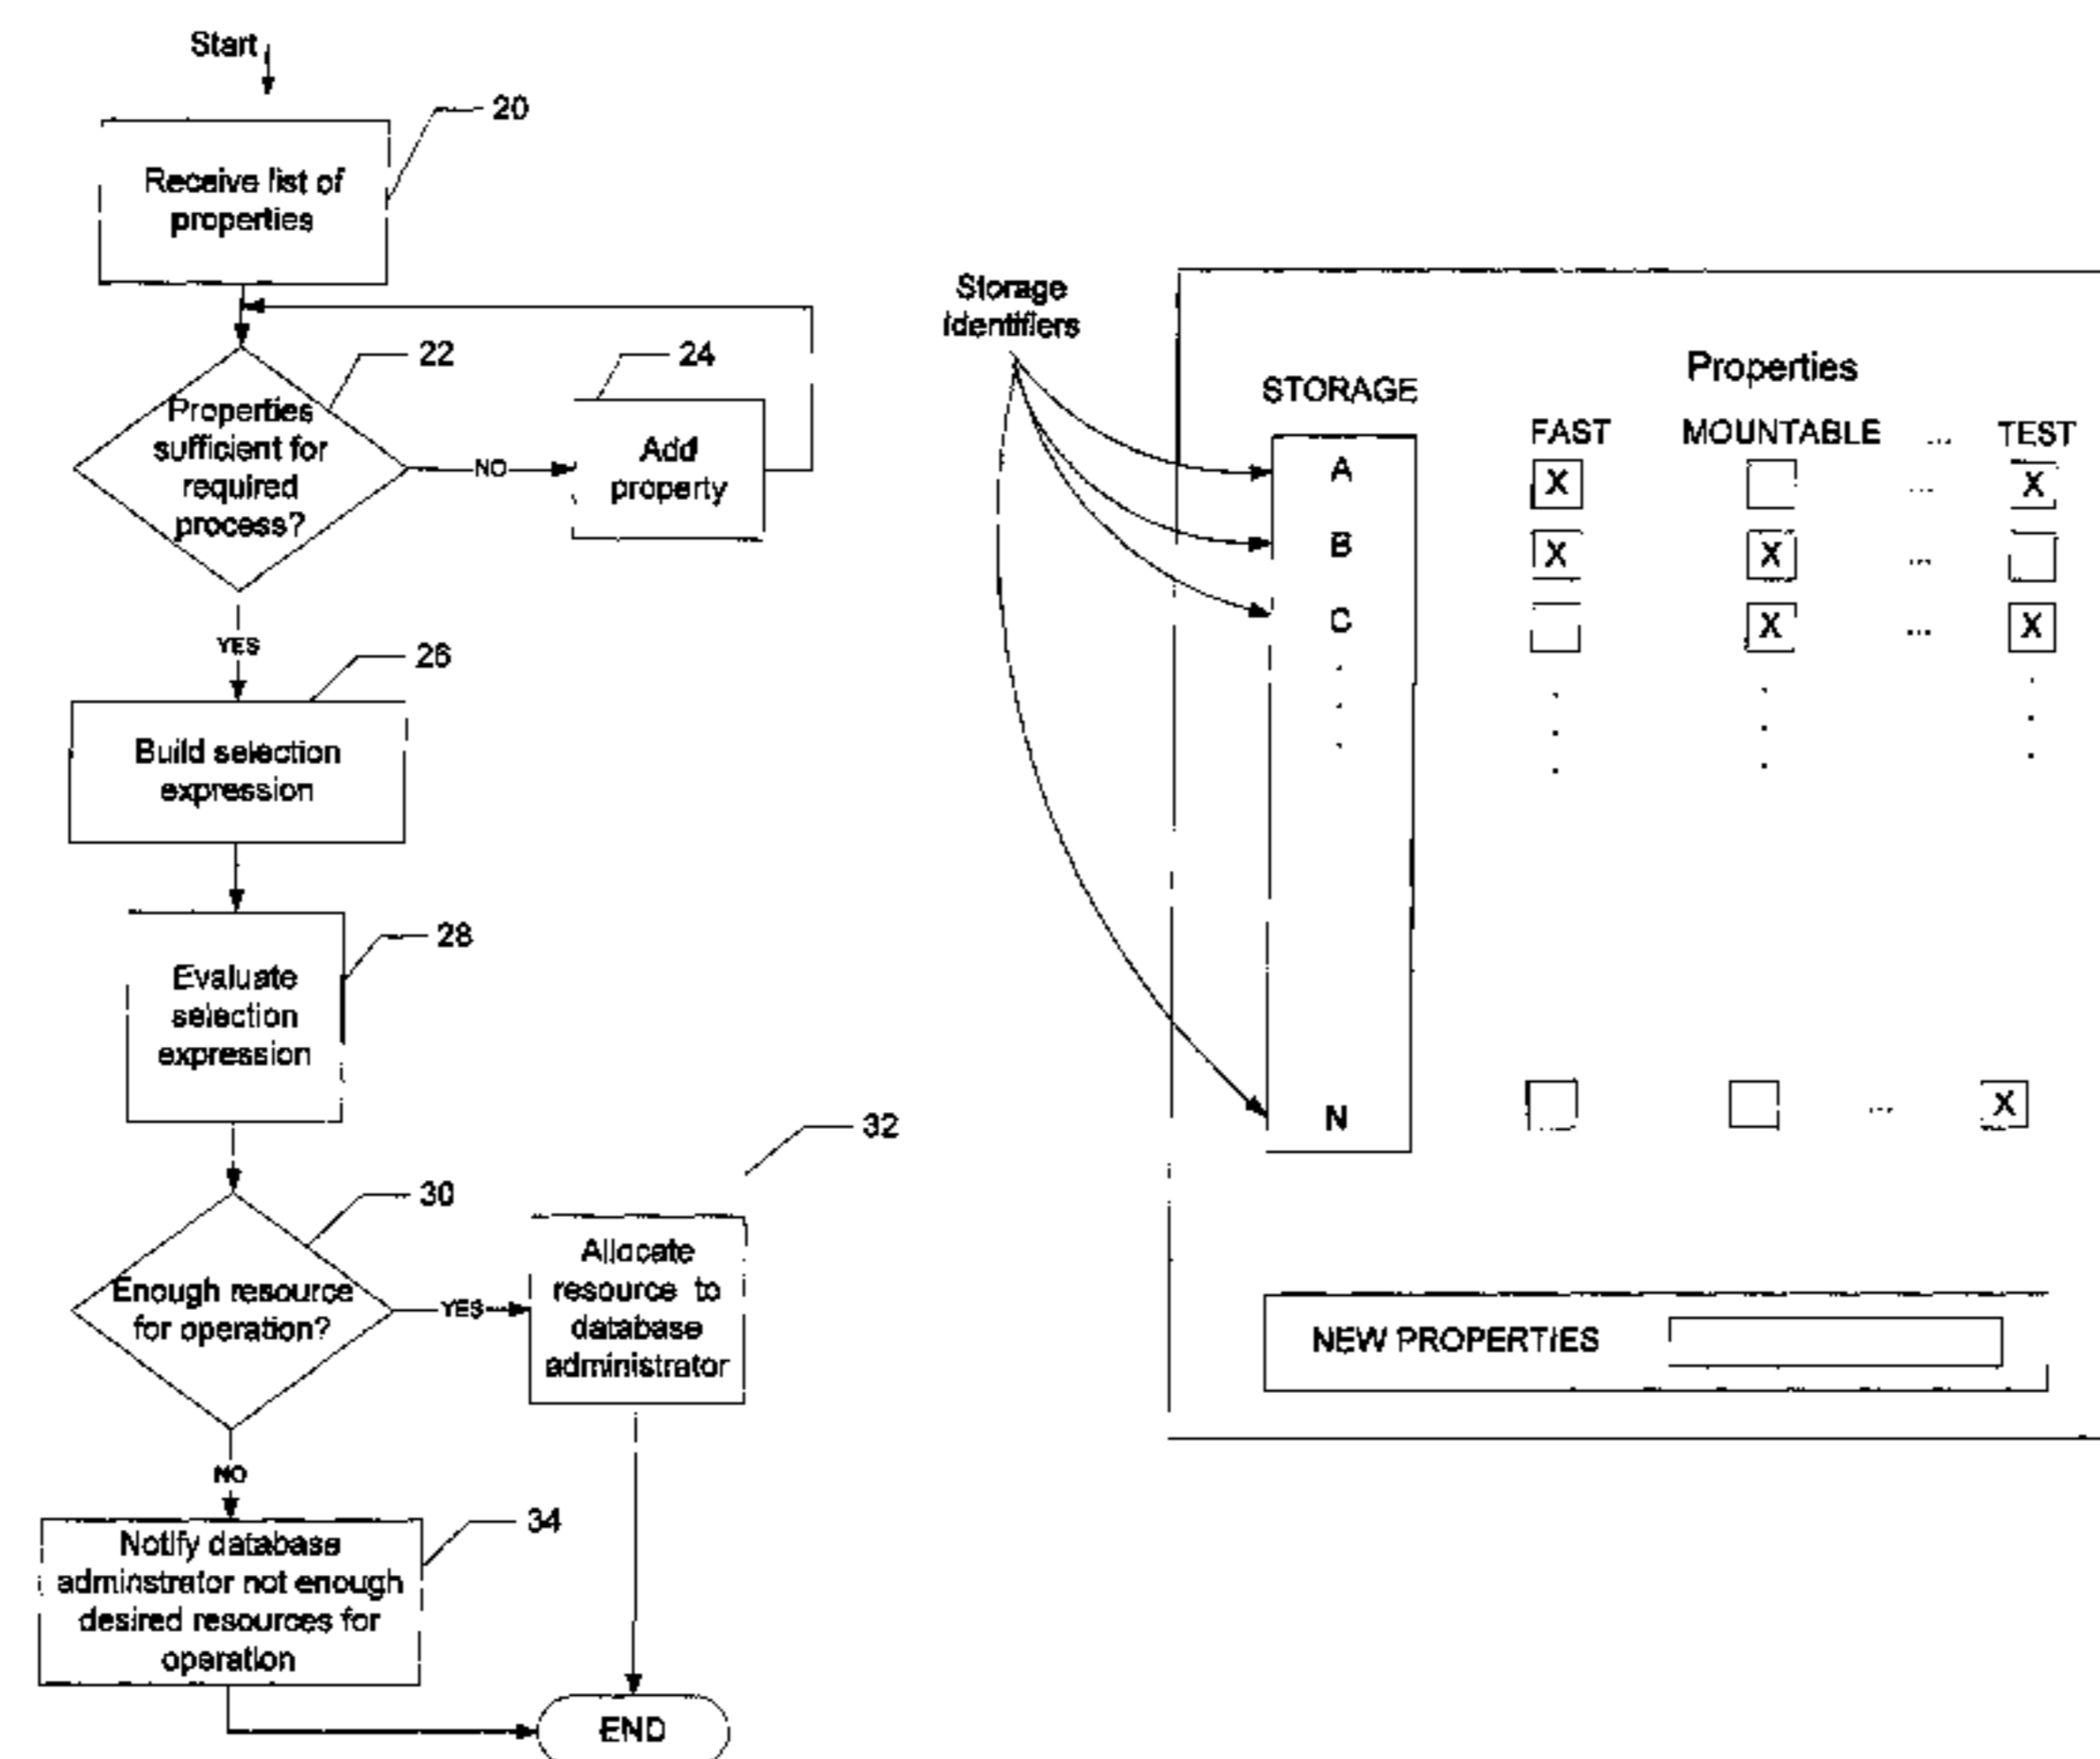 Start
20
Receive list of
properties
22
Properties
sufficient for
required
process?
NO
24
Add
property
YES
26
Build selection
expression
28
Evaluate
selection
expression
30
Enough resource
for operation?
YES
32
Allocate
resource to
database
administrator
NO
34
Notify database
adminstrator not enough
desired resources for
operation
END
Storage
Identifiers
Properties
STORAGE
FAST MOUNTABLE ... TEST
A X ... X
B X X ... 
C X ... X
N ... X
NEW PROPERTIES